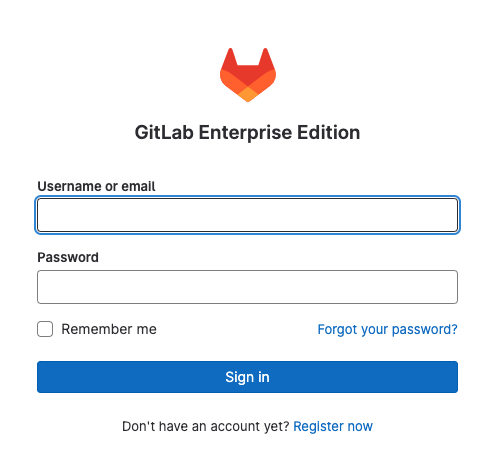 GitLab Enterprise Edition
Username or email
Password
Remember me Forgot your password?
Sign in
Don't have an account yet? Register now